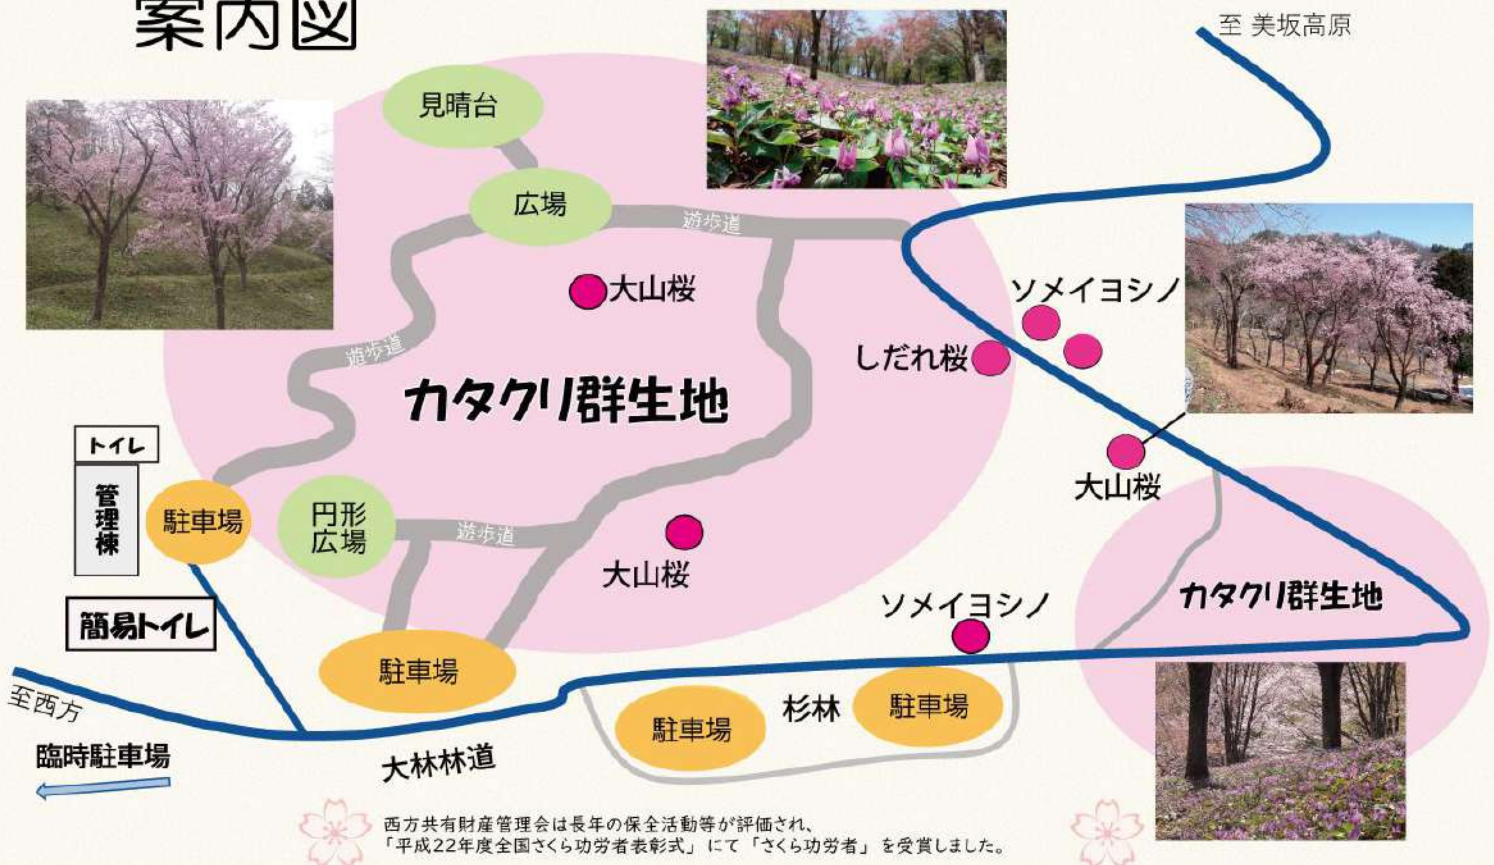 案内図
至 美坂高原
見晴台
広場
遊歩道
大山桜
ソメイヨシノ
しだれ桜
遊歩道
カタクリ群生地
トイレ
管理棟
駐車場
円形
広場
遊歩道
大山桜
大山桜
カタクリ群生地
ソメイヨシノ
簡易トイレ
駐車場
至西方
駐車場
杉林
駐車場
臨時駐車場
大林林道
西方共有財産管理会は長年の保全活動等が評価され、
「平成22年度全国さくら功労者表彰式」にて「さくら功労者」を受賞しました。